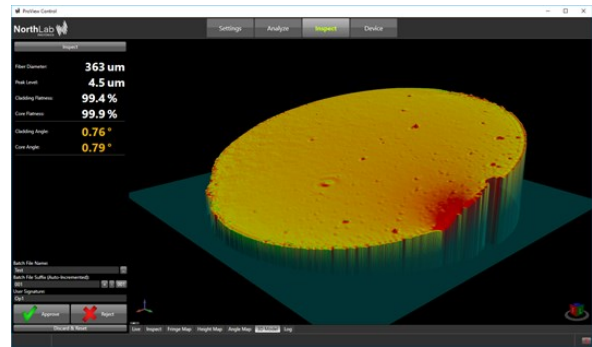 ProView Control
NorthLab
PHOTONICS
Settings
Analyze
Inspect
Device
Inspect
Fiber Diameter:
363 um
Peak Level:
4.5 um
Cladding Flatness:
99.4 %
Core Flatness:
99.9 %
Cladding Angle:
0.76 °
Core Angle:
0.79 °
Batch File Name:
Test
Batch File Suffix (Auto-Incremented):
001
001
User Signature:
Op1
Approve
Reject
Discard & Reset
Live
Inspect
Fringe Map
Height Map
Angle Map
3D Model
Log